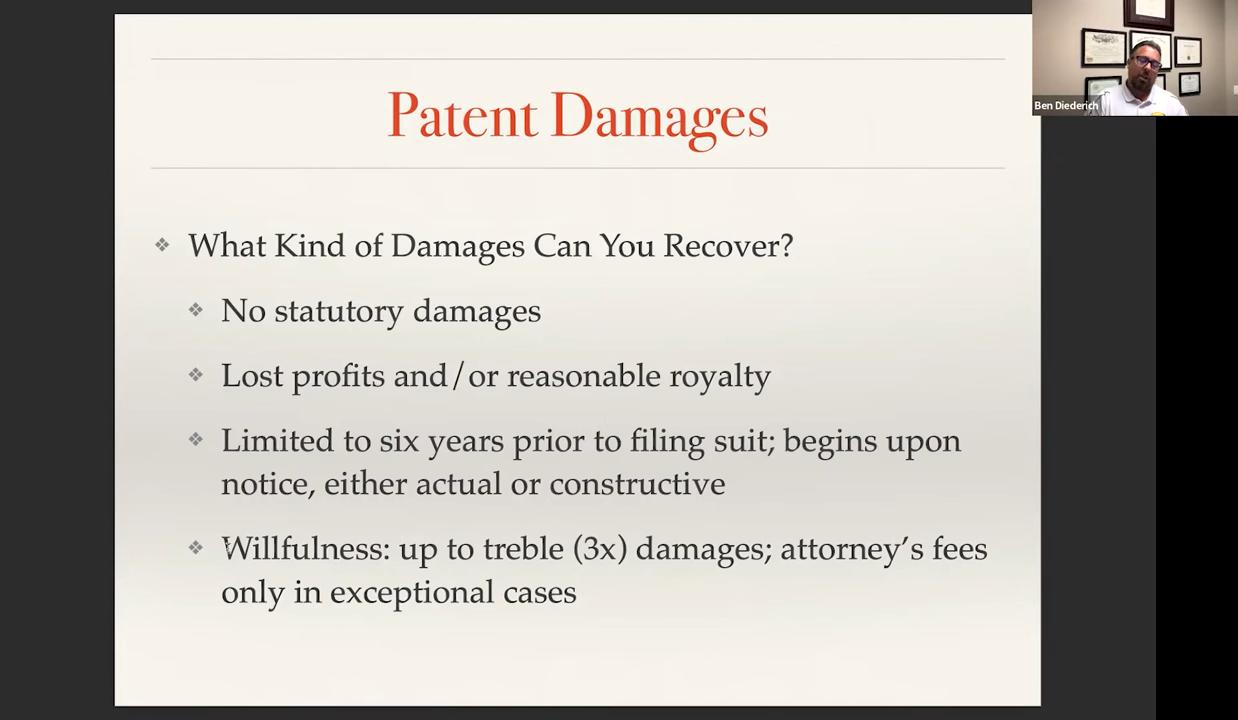 Patent Damages
What Kind of Damages Can You Recover?
No statutory damages
Lost profits and/or reasonable royalty
Limited to six years prior to filing suit; begins upon
notice, either actual or constructive
Willfulness: up to treble (3x) damages; attorney’s fees
only in exceptional cases
Ben Diederich